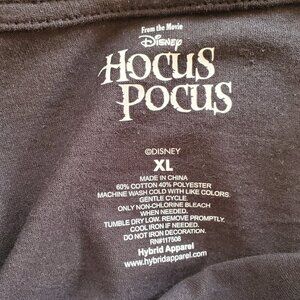 From the Movie
Disney
HOCUS
POCUS
©DISNEY
XL
MADE IN CHINA
60% COTTON 40% POLYESTER
MACHINE WASH COLD WITH LIKE COLORS.
GENTLE CYCLE.
ONLY NON-CHLORINE BLEACH
WHEN NEEDED.
TUMBLE DRY LOW. REMOVE PROMPTLY.
COOL IRON IF NEEDED.
DO NOT IRON DECORATION.
RN#117508
Hybrid Apparel
www.hybridapparel.com